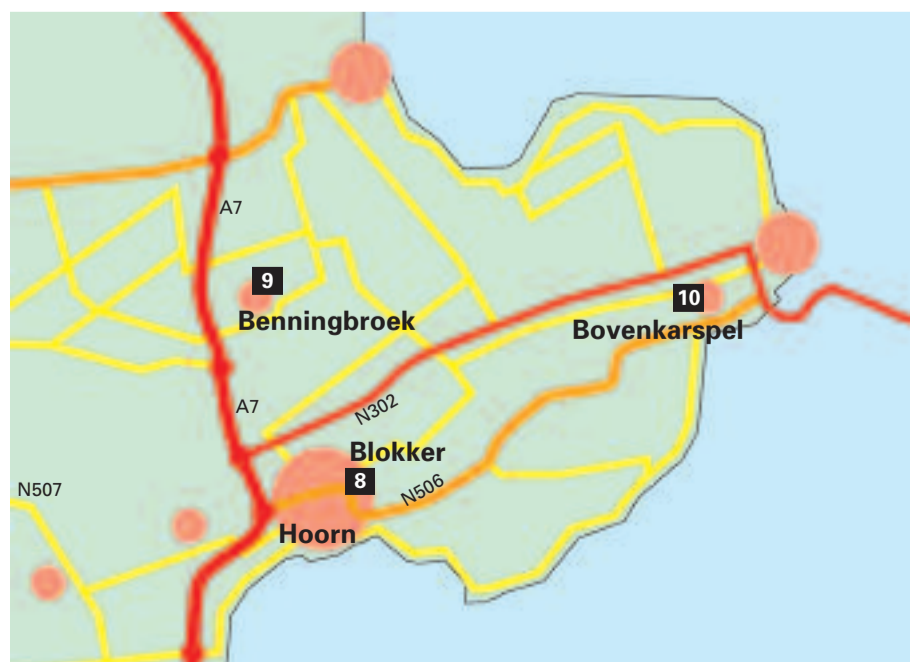 A7
9
Benningbroek
10
Bovenkarspel
A7
N302
Blokker
8
N506
N507
Hoorn